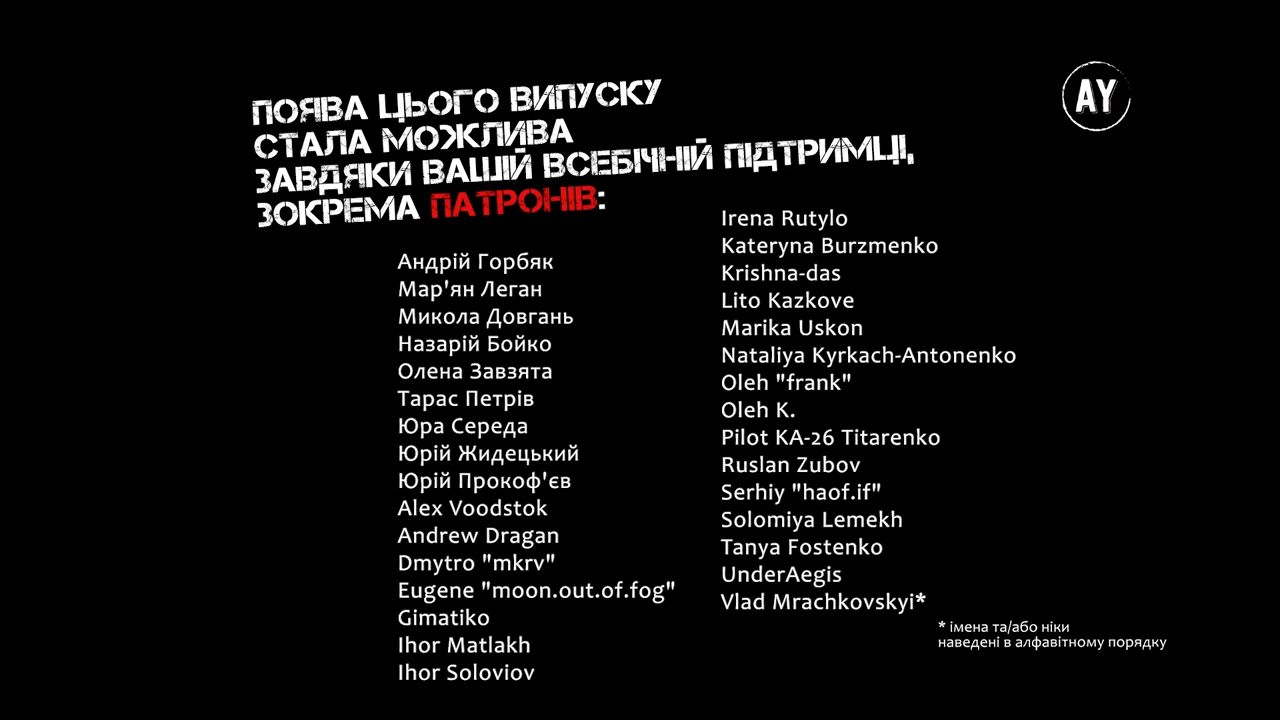 ПОЯВА ЦЬОГО ВИПУСКУ
СТАЛА МОЖЛИВА
ЗАВДЯКИ ВАШІЙ ВСЕБІЧНІЙ ПІДТРИМЦІ,
ЗОКРЕМА ПАТРОНІВ:
AY
Андрій Горбяк
Мар'ян Леган
Микола Довгань
Назарій Бойко
Олена Завзята
Тарас Петрів
Юра Середа
Юрій Жидецький
Юрій Прокоф'єв
Alex Voodstok
Andrew Dragan
Dmytro "mkrv"
Eugene "moon.out.of.fog"
Gimatiko
Ihor Matlakh
Ihor Soloviov
Irena Rutylo
Kateryna Burzmenko
Krishna-das
Lito Kazkove
Marika Uskon
Nataliya Kyrkach-Antonenko
Oleh "frank"
Oleh K.
Pilot KA-26 Titarenko
Ruslan Zubov
Serhiy "haof.if"
Solomiya Lemekh
Tanya Fostenko
UnderAegis
Vlad Mrachkovskyi*
* імена та/або ніки
наведені в алфавітному порядку